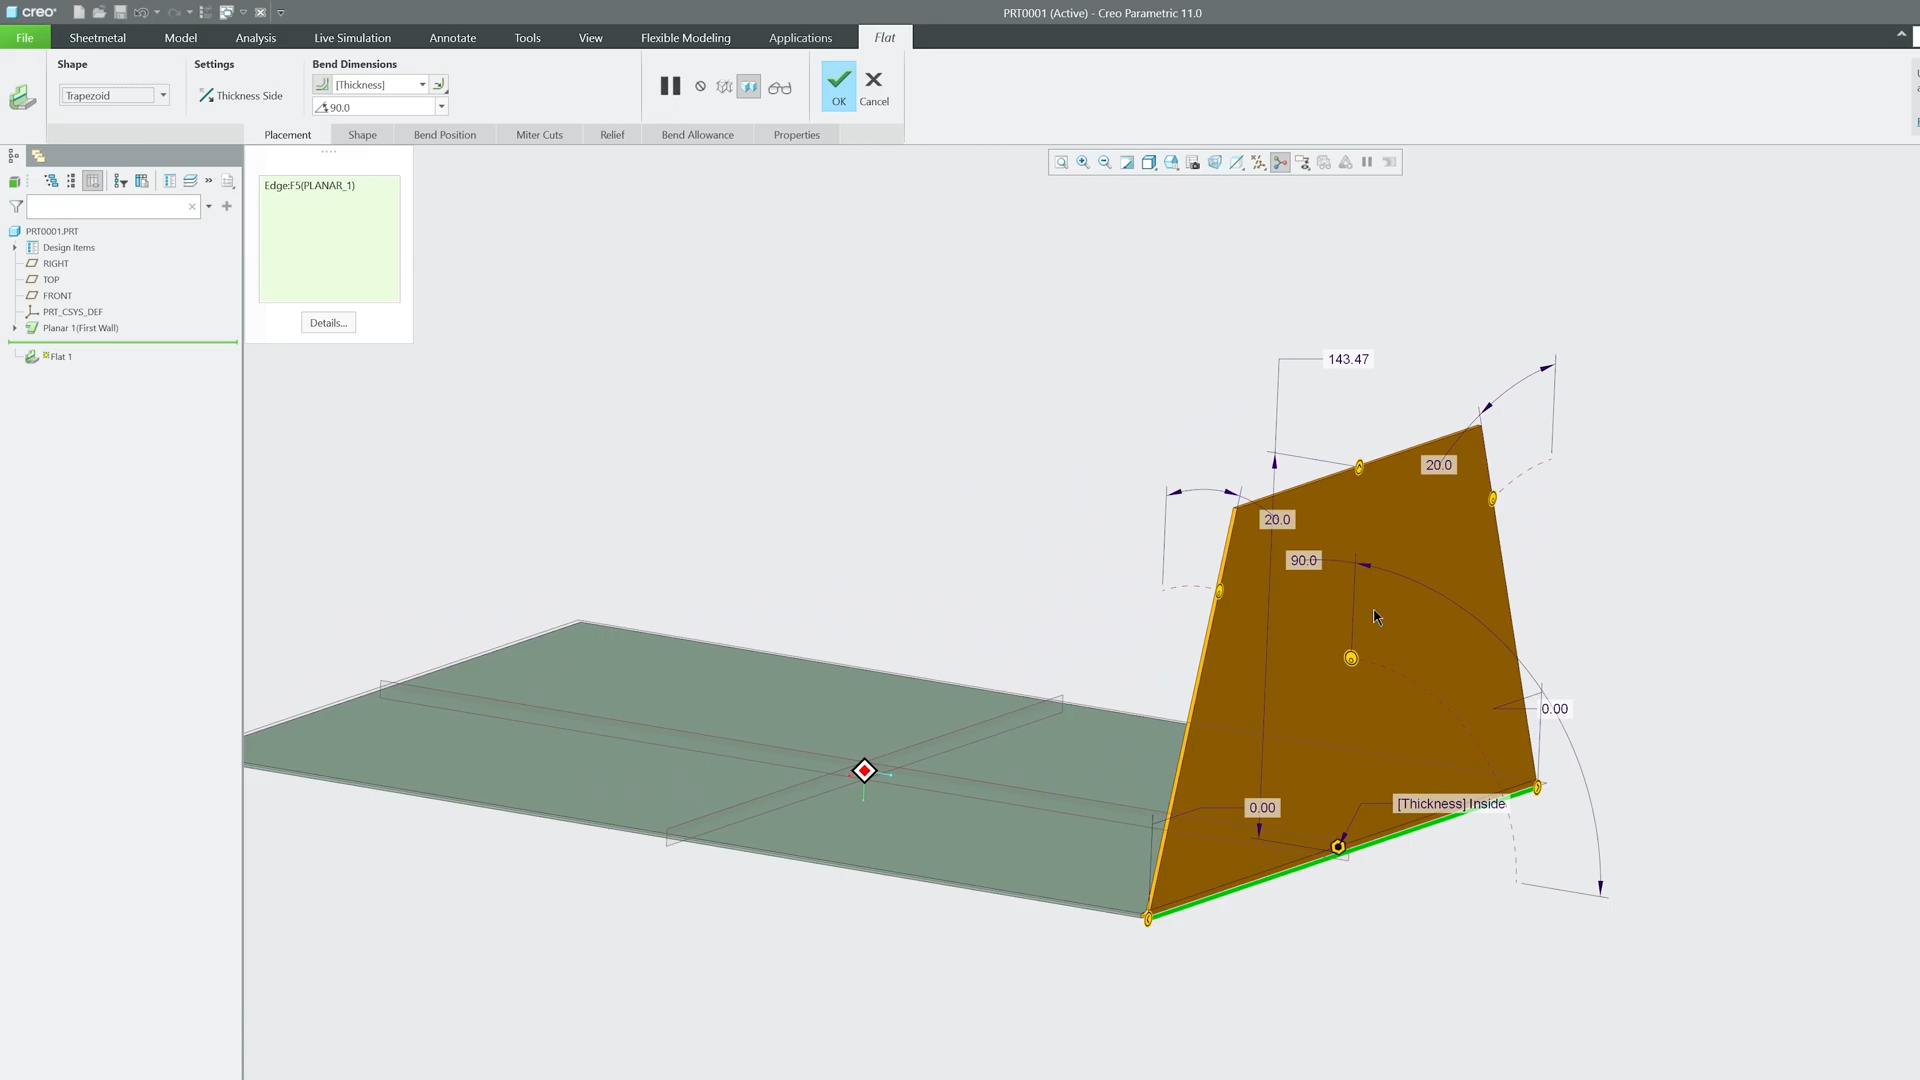 creo
PRT0001 (Active) - Creo Parametric 11.0
File
Sheetmetal
Model
Analysis
Live Simulation
Annotate
Tools
View
Flexible Modeling
Applications
Flat
Shape
Settings
Bend Dimensions
Trapezoid
Thickness Side
[Thickness]
90.0
OK
Cancel
Placement
Shape
Bend Position
Miter Cuts
Relief
Bend Allowance
Properties
Edge:F5(PLANAR_1)
Details...
PRT0001.PRT
Design Items
RIGHT
TOP
FRONT
PRT_CSYS_DEF
Planar 1(First Wall)
Flat 1
143.47
20.0
20.0
90.0
0.00
0.00
[Thickness] Inside